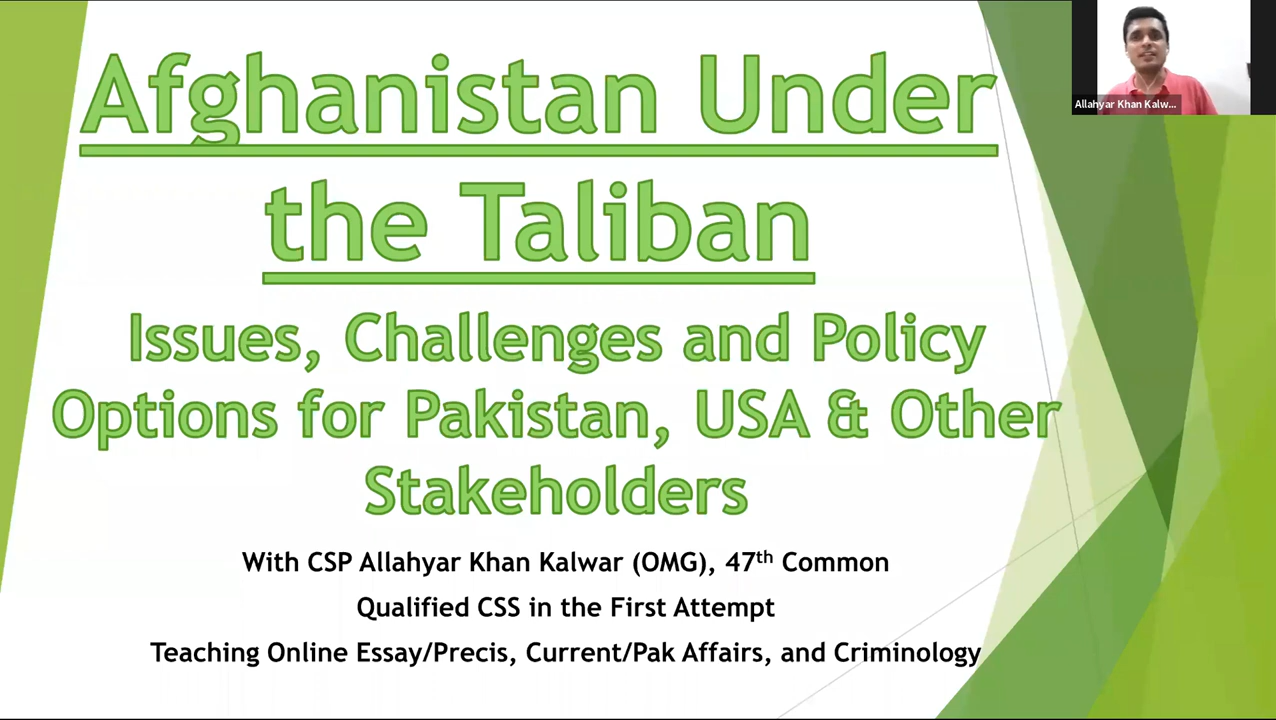 Afghanistan Under
the Taliban
Issues, Challenges and Policy
Options for Pakistan, USA & Other
Stakeholders
With CSP Allahyar Khan Kalwar (OMG), 47th Common
Qualified CSS in the First Attempt
Teaching Online Essay/Precis, Current/Pak Affairs, and Criminology
Allahyar Khan Kalw...